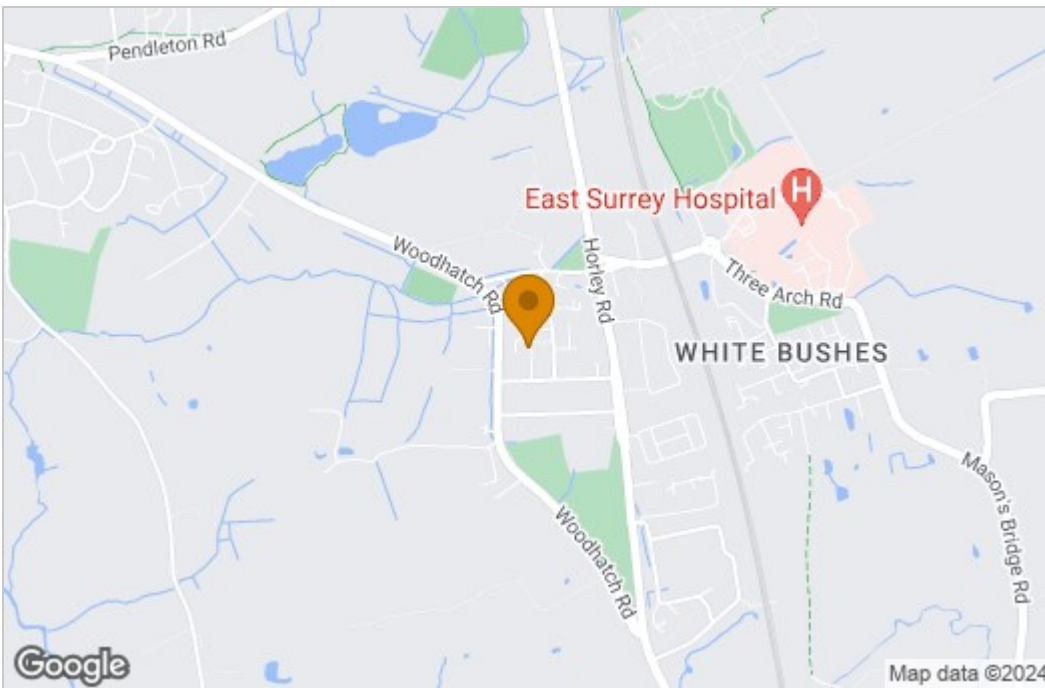 Pendleton Rd
East Surrey Hospital
H
Woodhatch Rd
Horley Rd
Three Arch Rd
WHITE BUSHES
Mason's Bridge Rd
Woodhatch Rd
Google
Map data ©2024